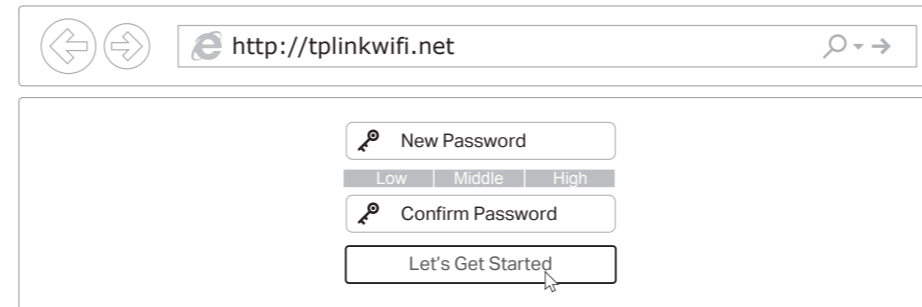 http://tplinkwifi.net
New Password
Low Middle High
Confirm Password
Let's Get Started